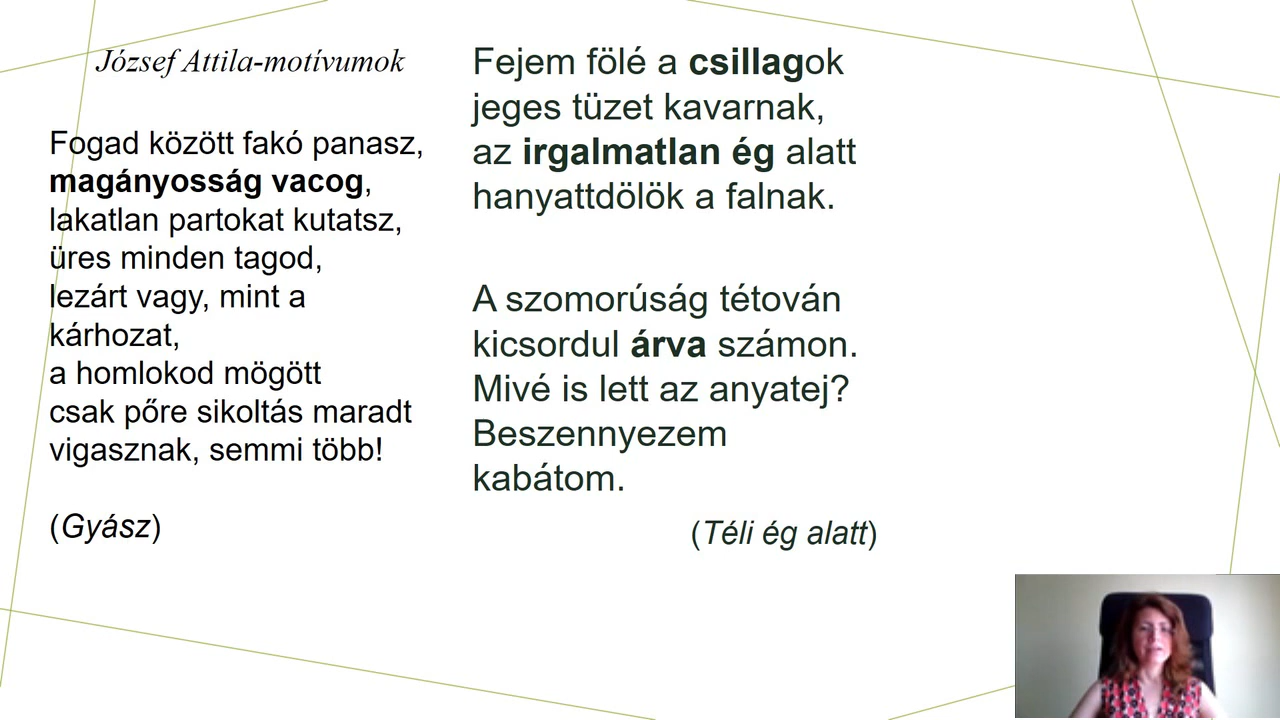 József Attila-motívumok
Fogad között fakó panasz,
magányosság vacog,
lakatlan partokat kutatsz,
üres minden tagod,
lezárt vagy, mint a
kárhozat,
a homlokod mögött
csak pőre sikoltás maradt
vigasznak, semmi több!
(Gyász)
Fejem fölé a csillagok
jeges tüzet kavarnak,
az irgalmatlan ég alatt
hanyattdölök a falnak.
A szomorúság tétován
kicsordul árva számon.
Mivé is lett az anyatej?
Beszennyezem
kabátom.
(Téli ég alatt)